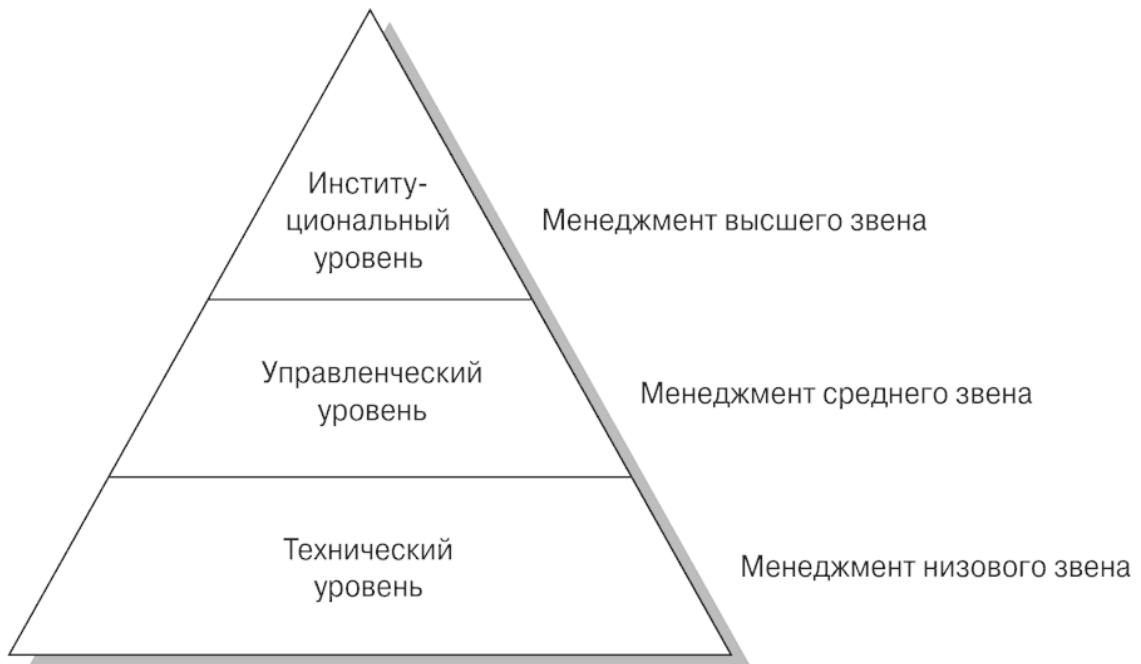 Институ-
циональный
уровень
Менеджмент высшего звена
Управленческий
уровень
Менеджмент среднего звена
Технический
уровень
Менеджмент низового звена